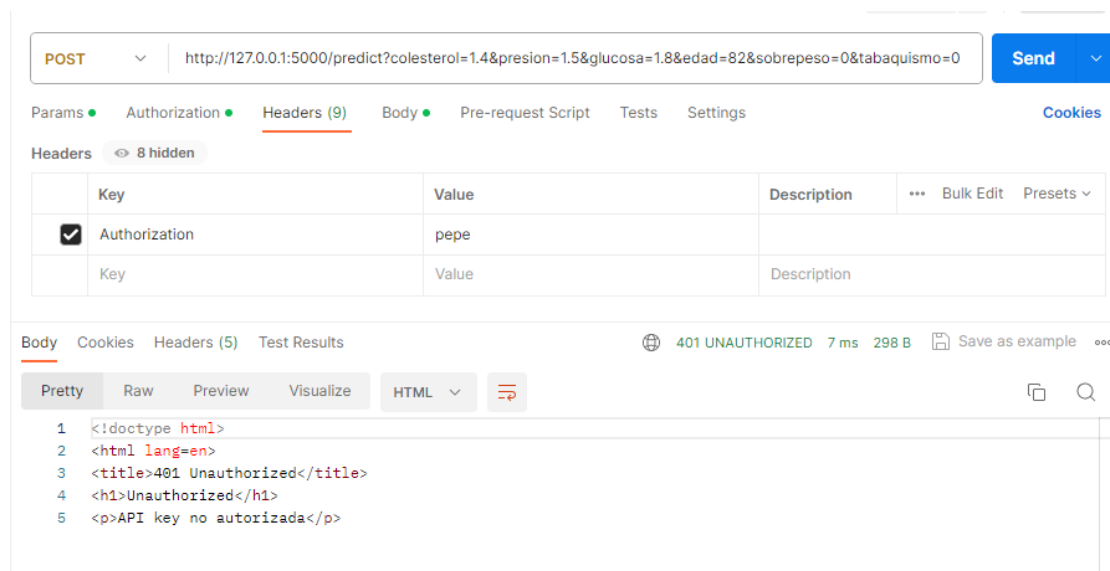 POST http://127.0.0.1:5000/predict?colesterol=1.4&presion=1.5&glucosa=1.8&edad=82&sobrepeso=0&tabaquismo=0 Send
Params Authorization Headers (9) Body Pre-request Script Tests Settings Cookies
Headers 8 hidden
Key Value Description Bulk Edit Presets
Authorization pepe
Key Value Description
Body Cookies Headers (5) Test Results 401 UNAUTHORIZED 7 ms 298 B Save as example
Pretty Raw Preview Visualize HTML
1 <!doctype html>
2 <html lang=en>
3 <title>401 Unauthorized</title>
4 <h1>Unauthorized</h1>
5 <p>API key no autorizada</p>